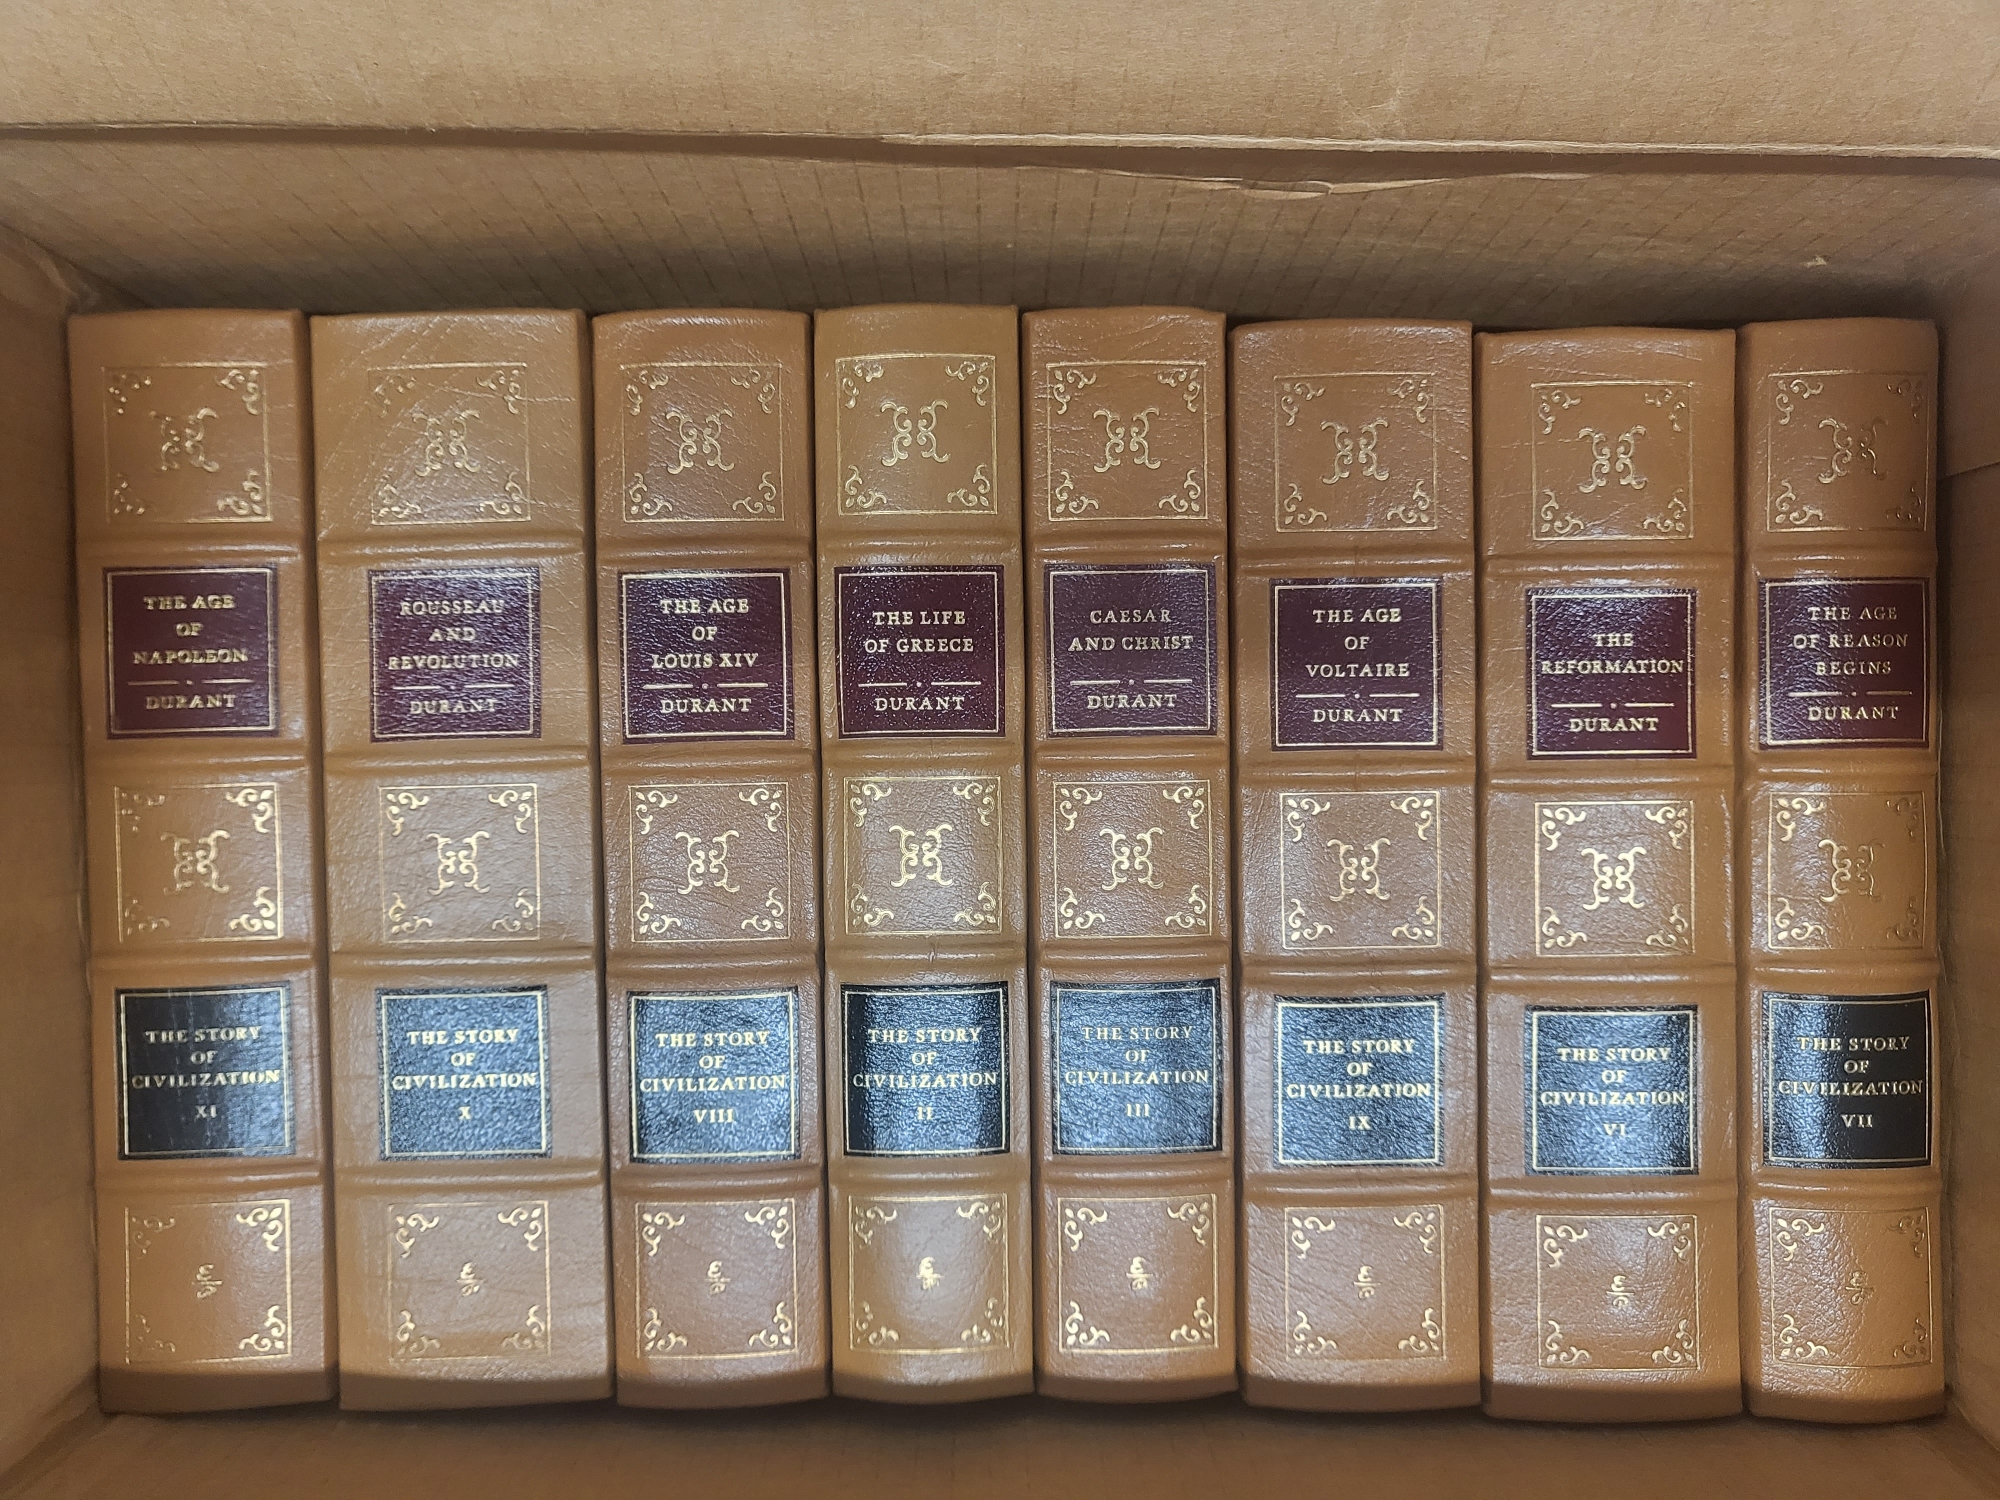 THE AGE
OF
NAPOLEON
DURANT
THE STORY
OF
CIVILIZATION
XI
ROUSSEAU
AND
REVOLUTION
DURANT
THE STORY
OF
CIVILIZATION
X
THE AGE
OF
LOUIS XIV
DURANT
THE STORY
OF
CIVILIZATION
VIII
THE LIFE
OF GREECE
DURANT
THE STORY
OF
CIVILIZATION
II
CAESAR
AND CHRIST
DURANT
THE STORY
OF
CIVILIZATION
III
THE AGE
OF
VOLTAIRE
DURANT
THE STORY
OF
CIVILIZATION
IX
THE
REFORMATION
DURANT
THE STORY
OF
CIVILIZATION
VI
THE AGE
OF REASON
BEGINS
DURANT
THE STORY
OF
CIVILIZATION
VII